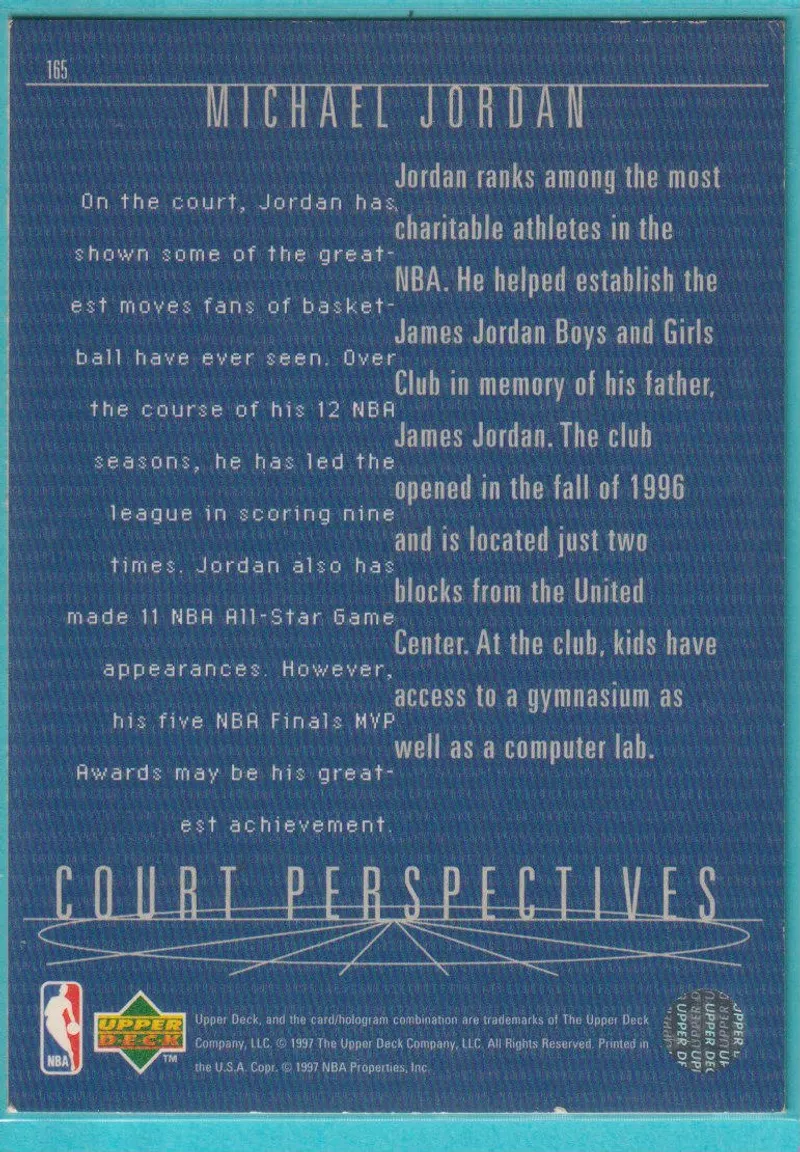 165
MICHAEL JORDAN
On the court, Jordan has
shown some of the great-
est moves fans of basket-
ball have ever seen. Over
the course of his 12 NBA
seasons, he has led the
league in scoring nine
times. Jordan also has
made 11 NBA All-Star Game
appearances. However,
his five NBA Finals MVP
Awards may be his great-
est achievement.
Jordan ranks among the most
charitable athletes in the
NBA. He helped establish the
James Jordan Boys and Girls
Club in memory of his father,
James Jordan. The club
opened in the fall of 1996
and is located just two
blocks from the United
Center. At the club, kids have
access to a gymnasium as
well as a computer lab.
COURT PERSPECTIVES
NBA
UPPER
DECK
TM
Upper Deck, and the card/hologram combination are trademarks of The Upper Deck
Company, LLC. © 1997 The Upper Deck Company, LLC. All Rights Reserved. Printed in
the U.S.A. Copr. © 1997 NBA Properties, Inc.
UPPER DE
UPPER DEC
UPPER